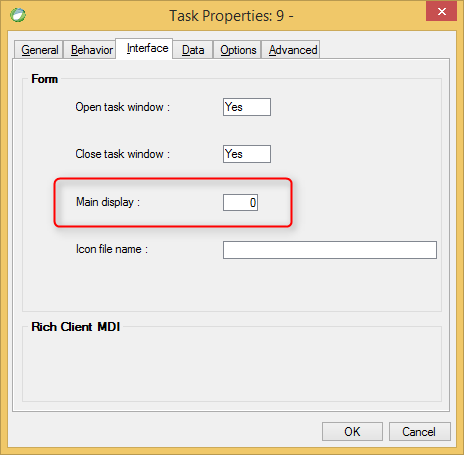 Task Properties: 9 -
General Behavior Interface Data Options Advanced
Form
Open task window : Yes
Close task window : Yes
Main display : 0
Icon file name :
Rich Client MDI
OK Cancel